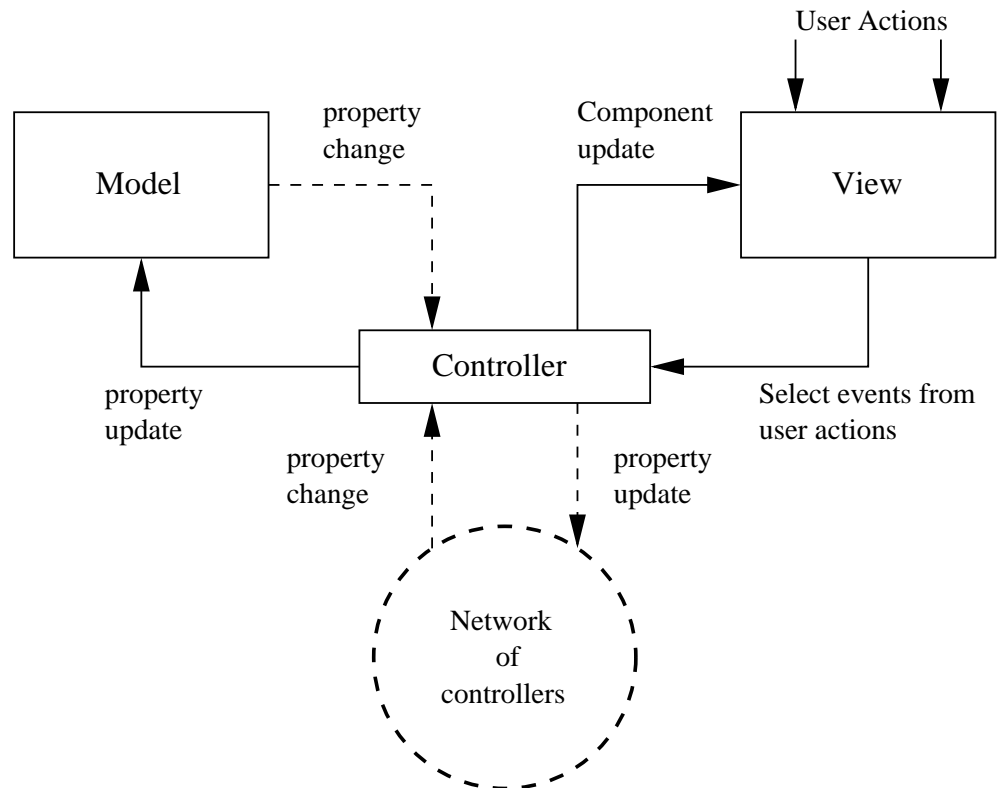 User Actions
property
change
Component
update
Model
View
Controller
property
update
Select events from
user actions
property
change
property
update
Network
of
controllers